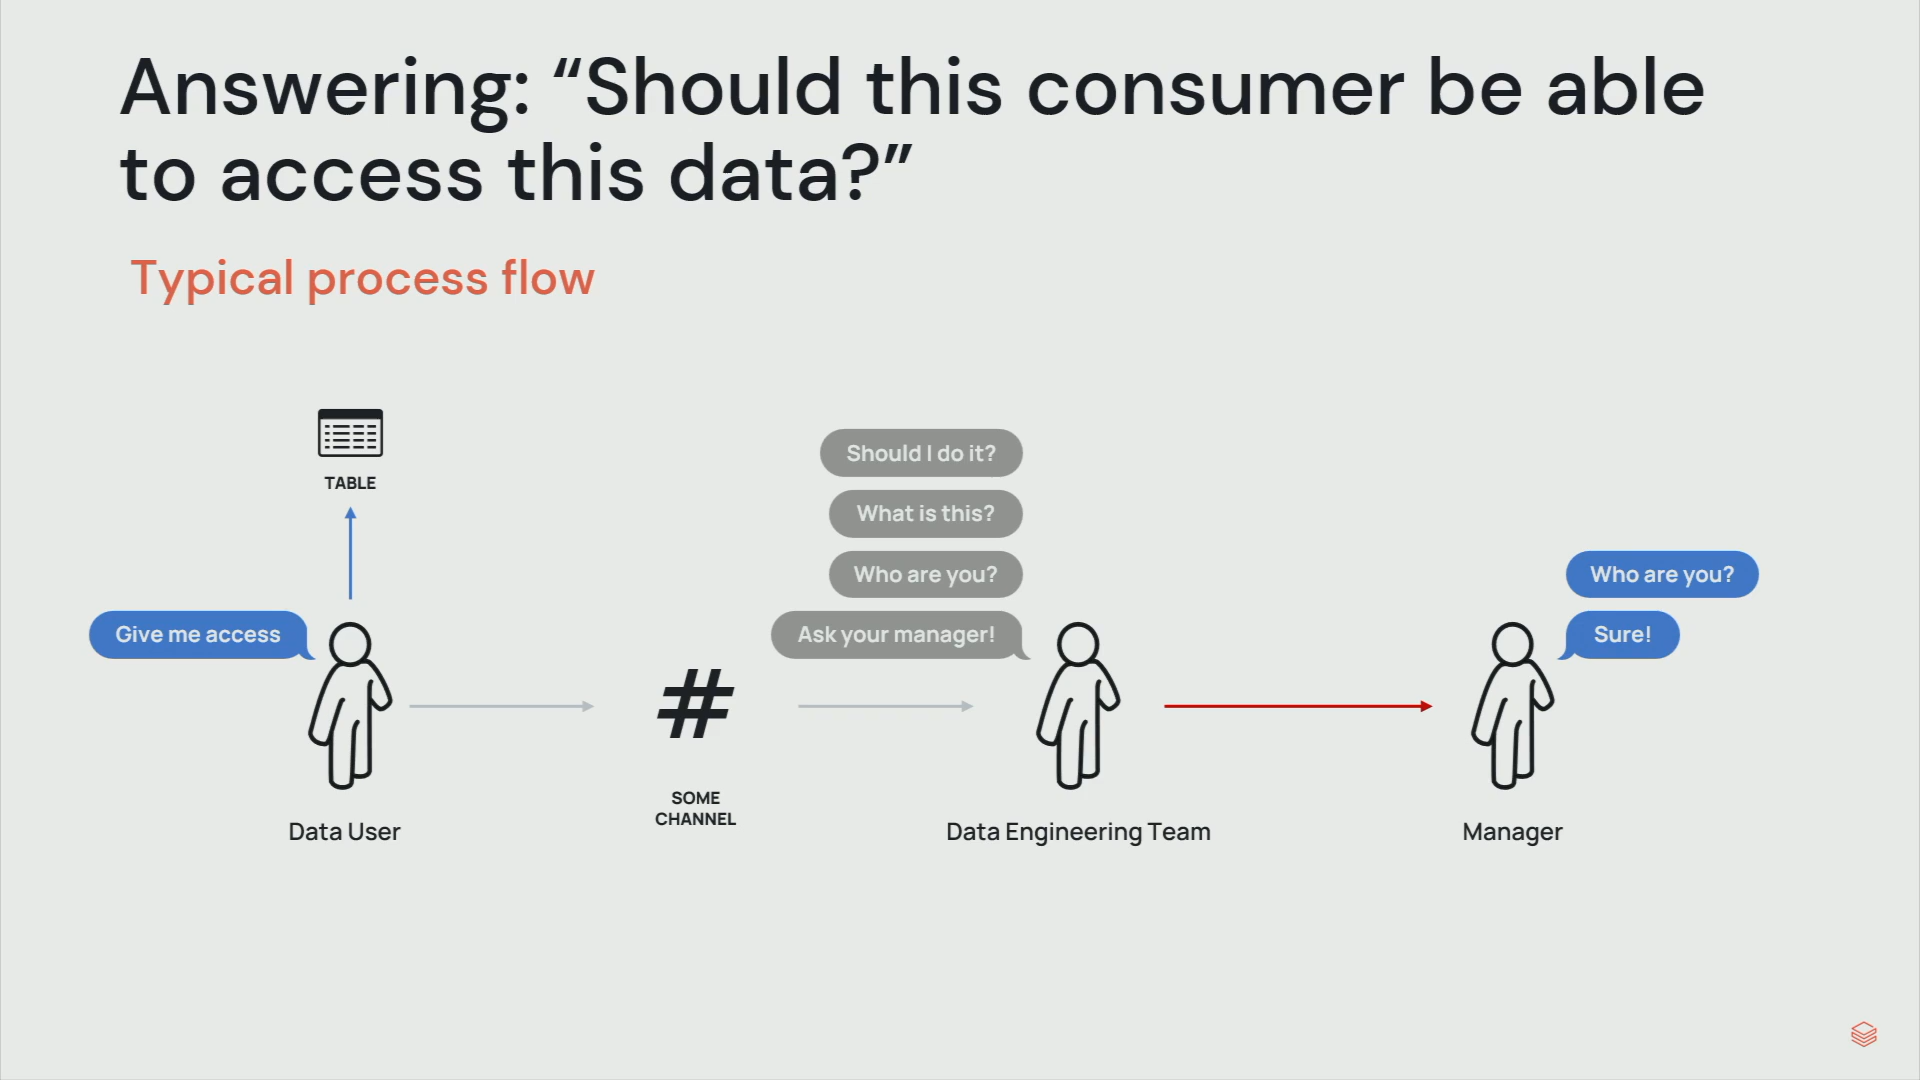 Answering: “Should this consumer be able
to access this data?”
Typical process flow
TABLE
Give me access
Should I do it?
What is this?
Who are you?
Ask your manager!
Who are you?
Sure!
#
SOME
CHANNEL
Data User
Data Engineering Team
Manager